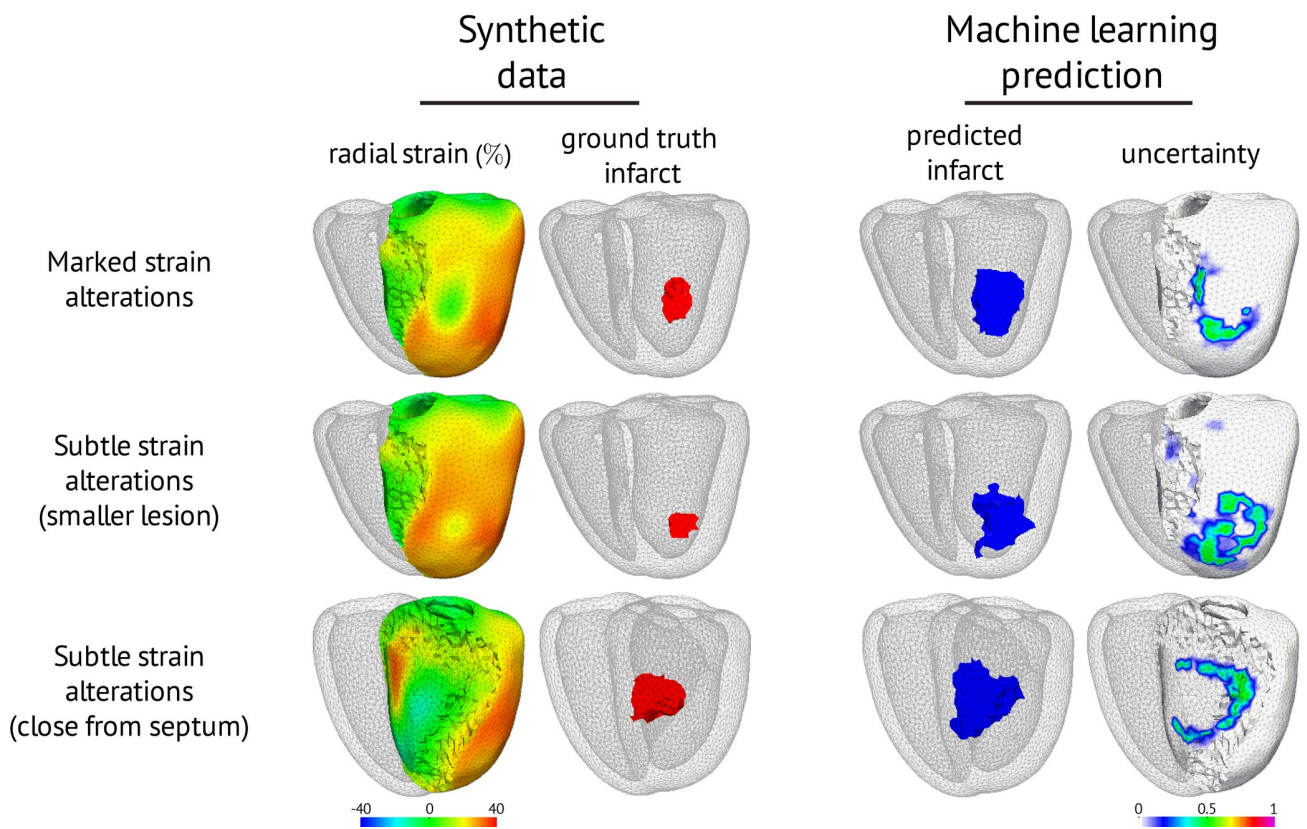 Synthetic
data
Machine learning
prediction
radial strain (%)
ground truth
infarct
predicted
infarct
uncertainty
Marked strain
alterations
Subtle strain
alterations
(smaller lesion)
Subtle strain
alterations
(close from septum)
-40 0 40
0 0.5 1